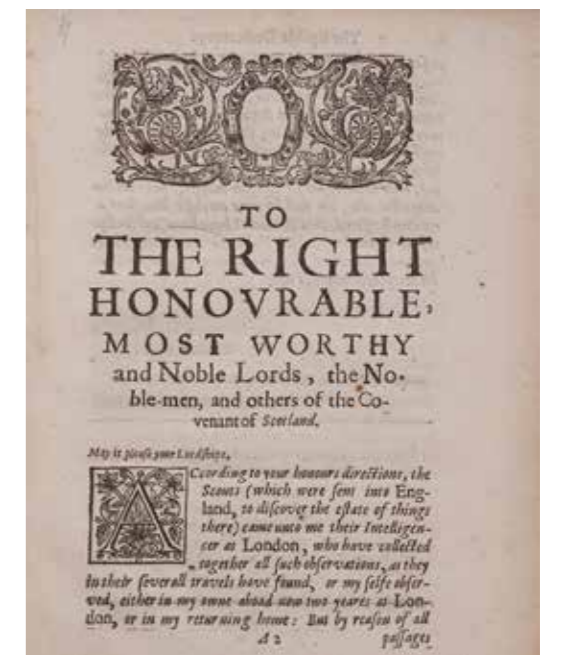 TO
THE RIGHT
HONOVRABLE,
MOST WORTHY
and Noble Lords, the No-
ble-men, and others of the Co-
venant of Scotland.
May it please your Lordships,
ACcording to your honours directions, the
Scouts (which were sent into Eng-
land, to discover the estate of things
there) came unto me their Intelligen-
cer at London, who have collected
together all such observations, as they
in their severall travels have found, or my selfe obser-
ved, either in my owne aboad now two yeares at Lon-
don, or in my returning home: But by reason of all
A 2 passages